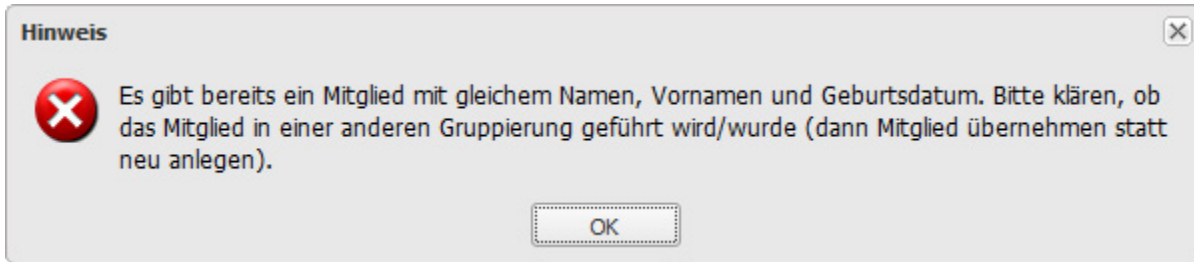 Hinweis
Es gibt bereits ein Mitglied mit gleichem Namen, Vornamen und Geburtsdatum. Bitte klären, ob
das Mitglied in einer anderen Gruppierung geführt wird/wurde (dann Mitglied übernehmen statt
neu anlegen).
OK